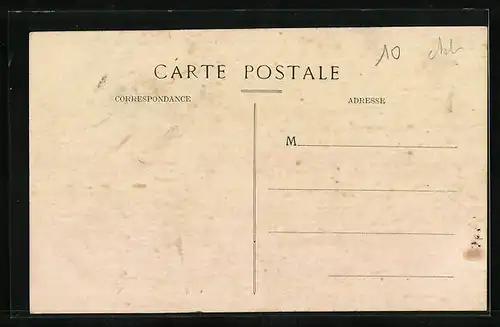 10
CARTE POSTALE
CORRESPONDANCE
ADRESSE
M.